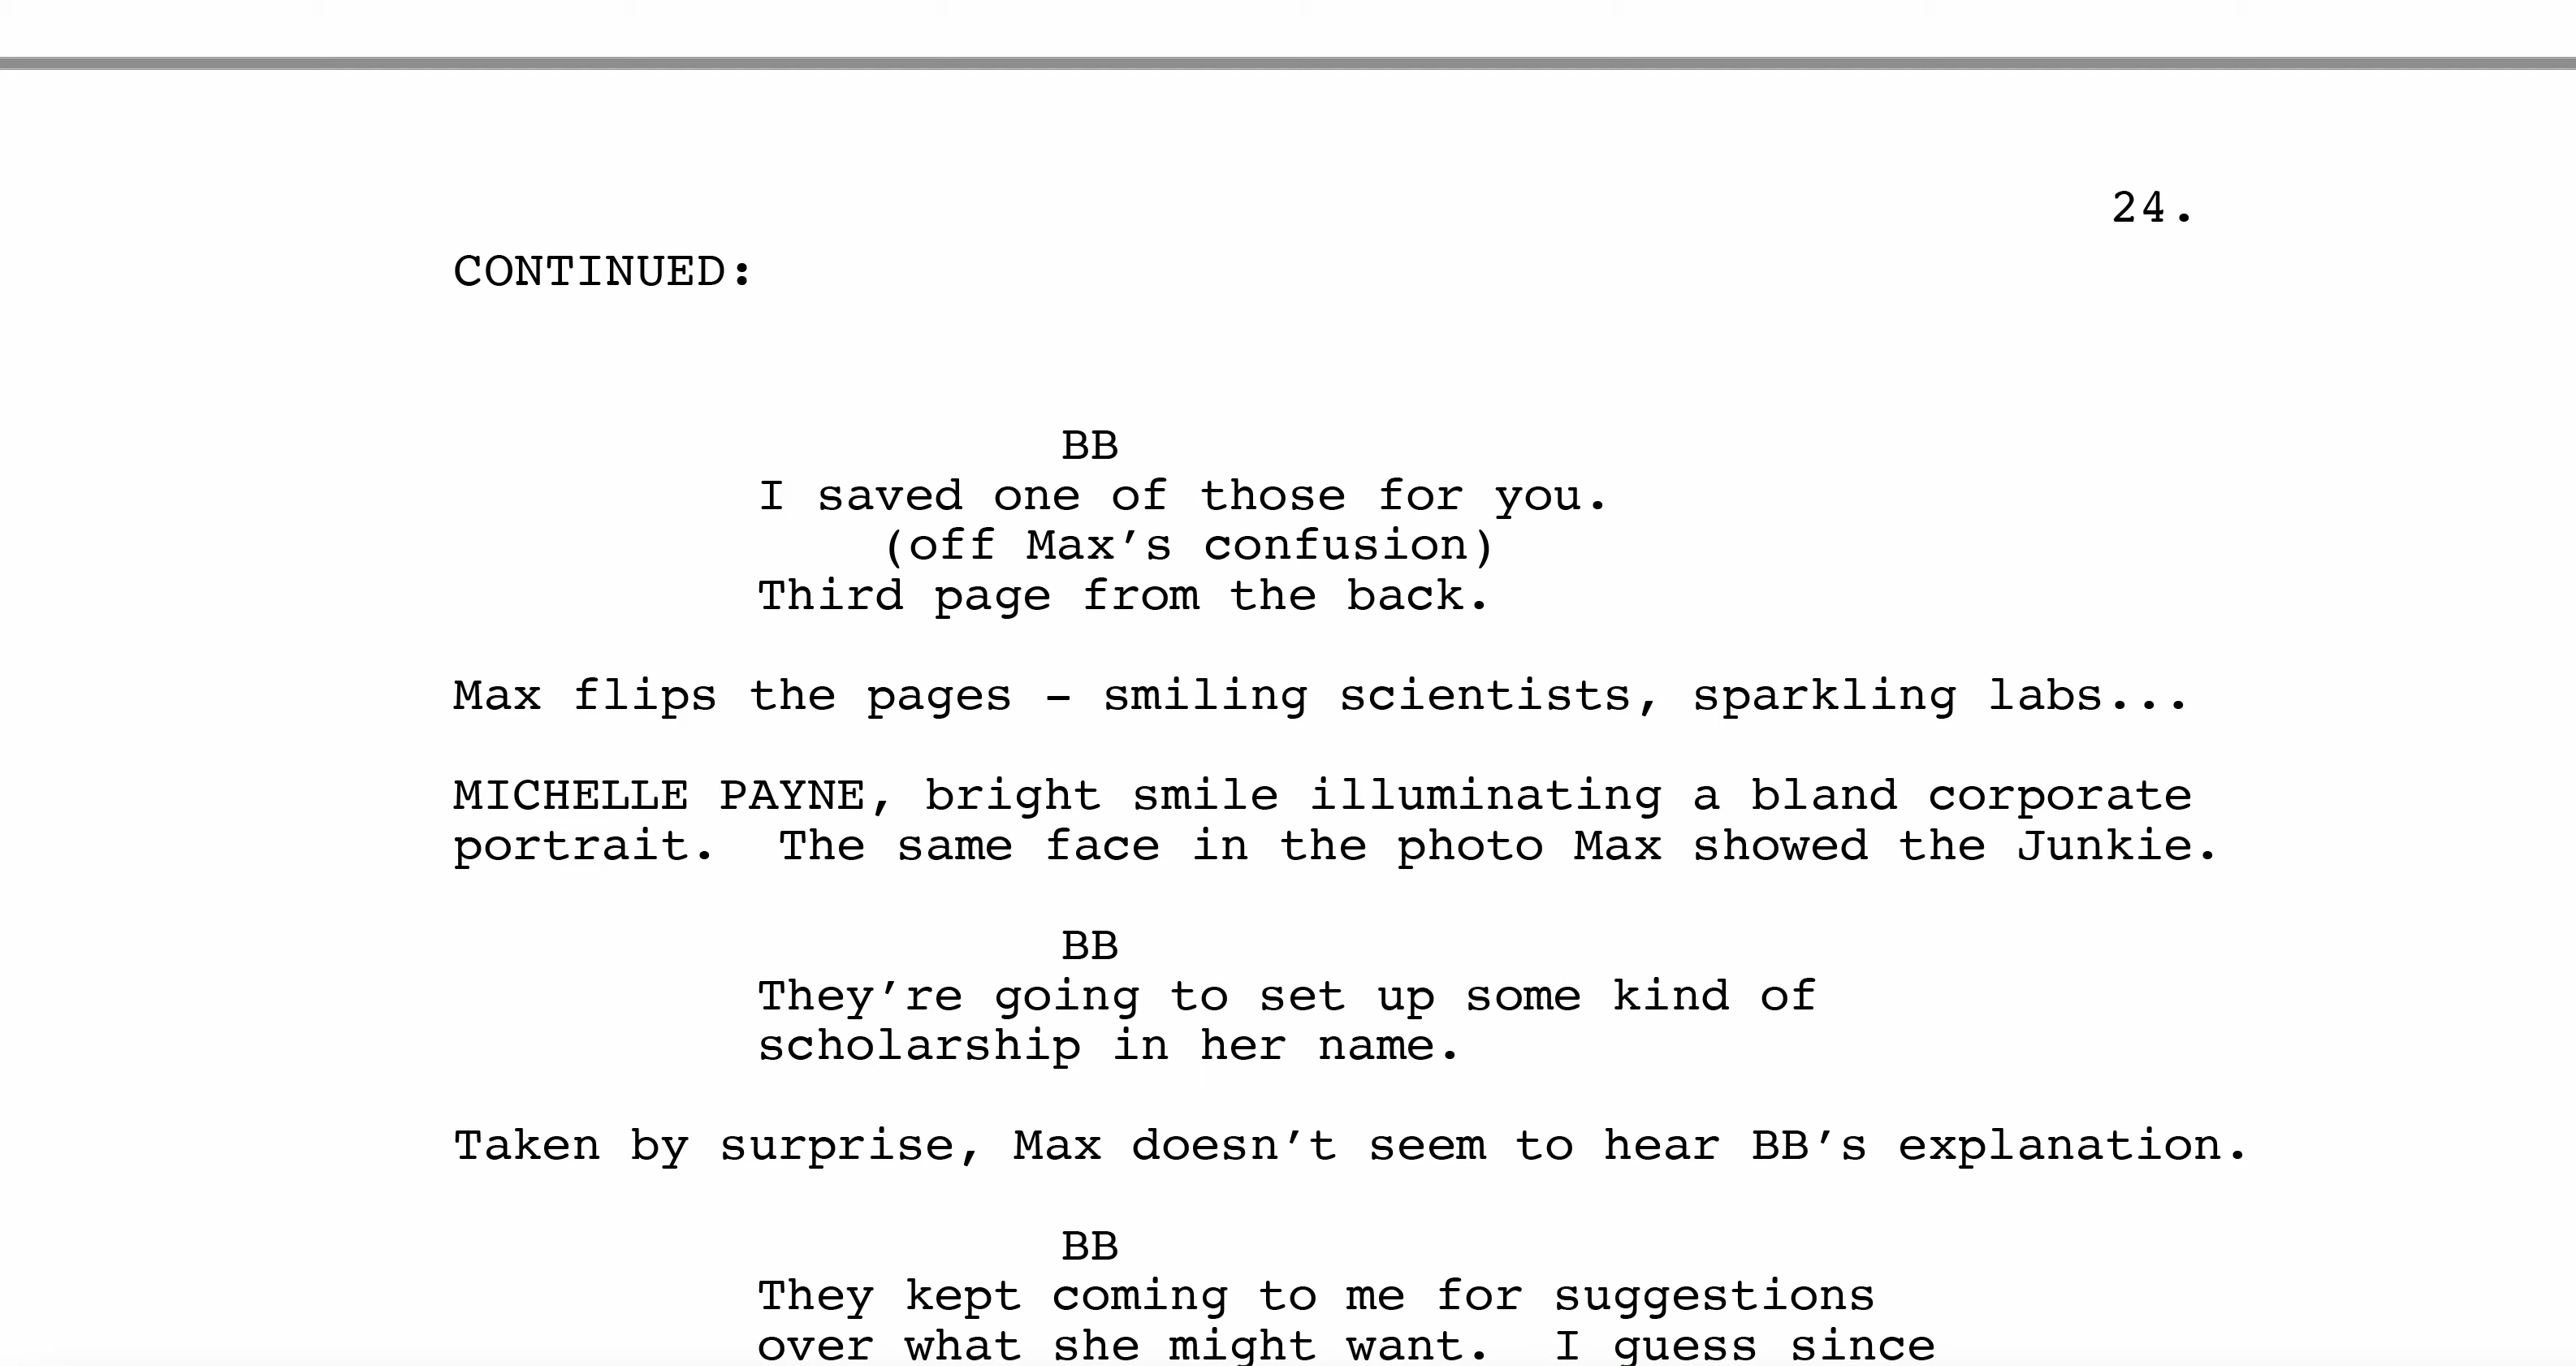 24.
CONTINUED:
BB
I saved one of those for you.
(off Max’s confusion)
Third page from the back.
Max flips the pages – smiling scientists, sparkling labs...
MICHELLE PAYNE, bright smile illuminating a bland corporate
portrait.  The same face in the photo Max showed the Junkie.
BB
They’re going to set up some kind of
scholarship in her name.
Taken by surprise, Max doesn’t seem to hear BB’s explanation.
BB
They kept coming to me for suggestions
over what she might want.  I guess since